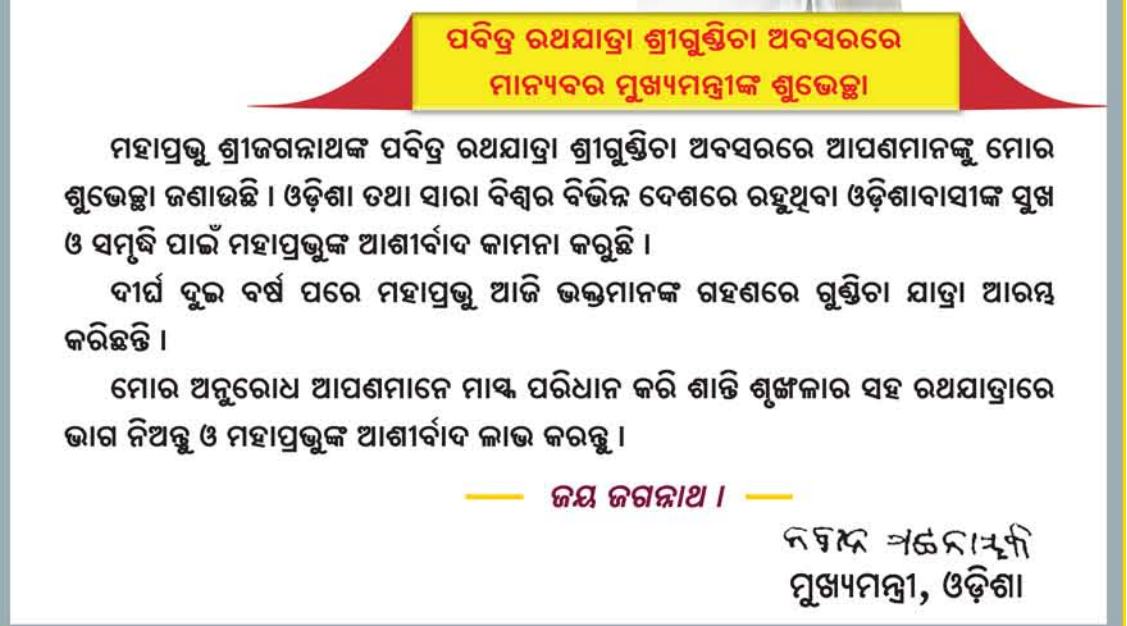 ପବିତ୍ର ରଥଯାତ୍ରା ଶ୍ରୀଗୁଣ୍ଡିଚା ଅବସରରେ
ମାନ୍ୟବର ମୁଖ୍ୟମନ୍ତ୍ରୀଙ୍କ ଶୁଭେଚ୍ଛା
ମହାପ୍ରଭୁ ଶ୍ରୀଜଗନ୍ନାଥଙ୍କ ପବିତ୍ର ରଥଯାତ୍ରା ଶ୍ରୀଗୁଣ୍ଡିଚା ଅବସରରେ ଆପଣମାନଙ୍କୁ ମୋର
ଶୁଭେଚ୍ଛା ଜଣାଉଛି । ଓଡ଼ିଶା ତଥା ସାରା ବିଶ୍ୱର ବିଭିନ୍ନ ଦେଶରେ ରହୁଥିବା ଓଡ଼ିଶାବାସୀଙ୍କ ସୁଖ
ଓ ସମୃଦ୍ଧି ପାଇଁ ମହାପ୍ରଭୁଙ୍କ ଆଶୀର୍ବାଦ କାମନା କରୁଛି ।
ଦୀର୍ଘ ଦୁଇ ବର୍ଷ ପରେ ମହାପ୍ରଭୁ ଆଜି ଭକ୍ତମାନଙ୍କ ଗହଣରେ ଗୁଣ୍ଡିଚା ଯାତ୍ରା ଆରମ୍ଭ
କରିଛନ୍ତି ।
ମୋର ଅନୁରୋଧ ଆପଣମାନେ ମାସ୍କ ପରିଧାନ କରି ଶାନ୍ତି ଶୃଙ୍ଖଳାର ସହ ରଥଯାତ୍ରାରେ
ଭାଗ ନିଅନ୍ତୁ ଓ ମହାପ୍ରଭୁଙ୍କ ଆଶୀର୍ବାଦ ଲାଭ କରନ୍ତୁ ।
ଜୟ ଜଗନ୍ନାଥ ।
ନବୀନ ପଟ୍ଟନାୟକ
ମୁଖ୍ୟମନ୍ତ୍ରୀ, ଓଡ଼ିଶା